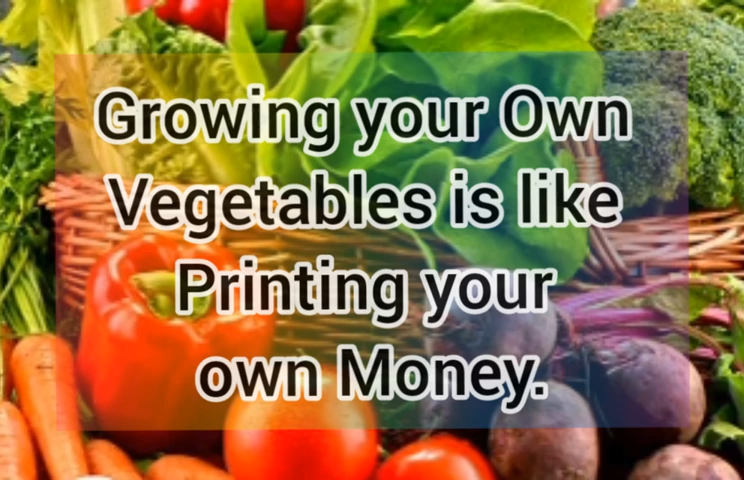 Growing your Own
Vegetables is like
Printing your
own Money.